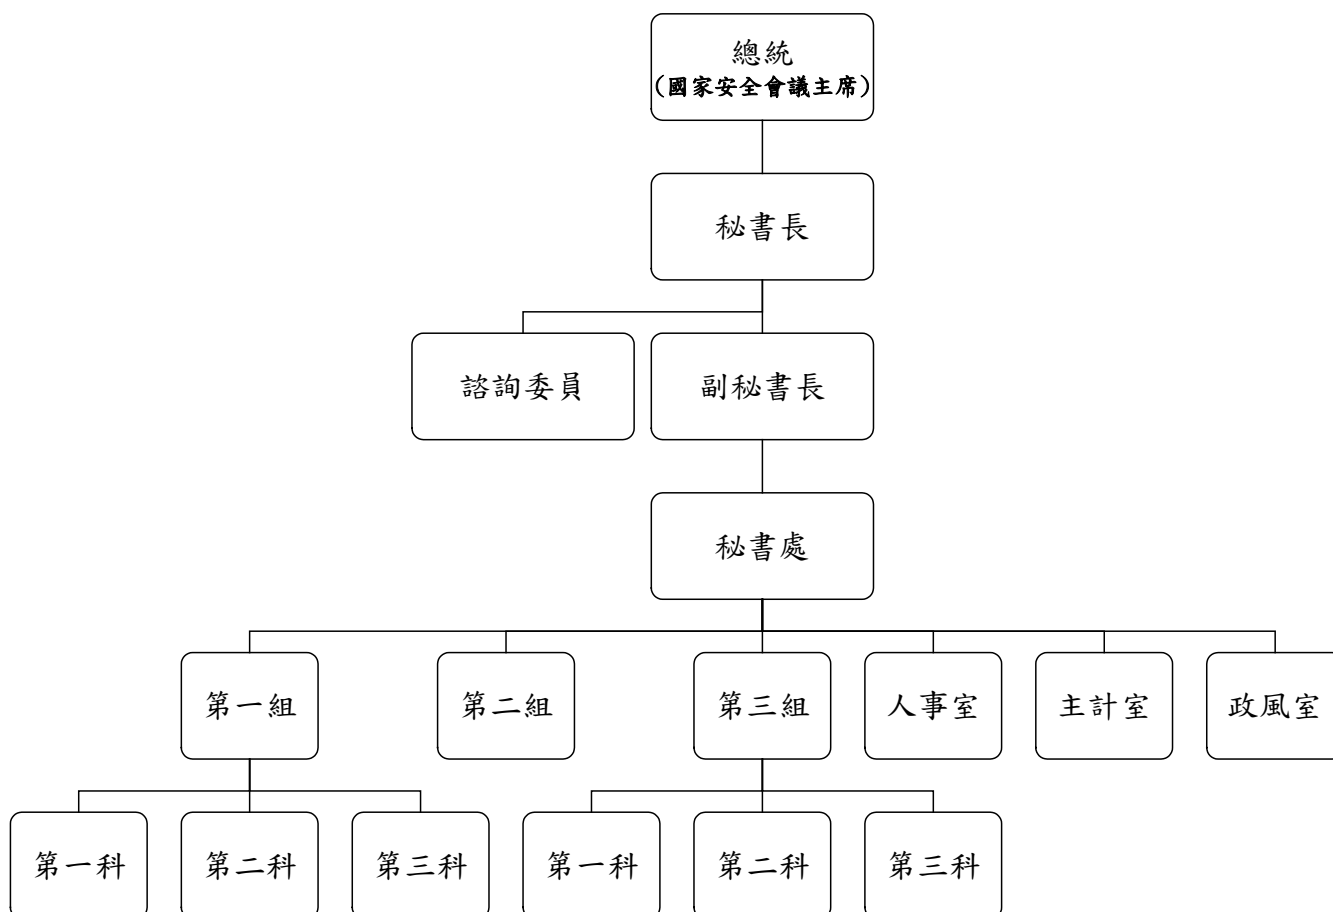 總統
(國家安全會議主席)
秘書長
諮詢委員
副秘書長
秘書處
第一組
第二組
第三組
人事室
主計室
政風室
第一科
第二科
第三科
第一科
第二科
第三科